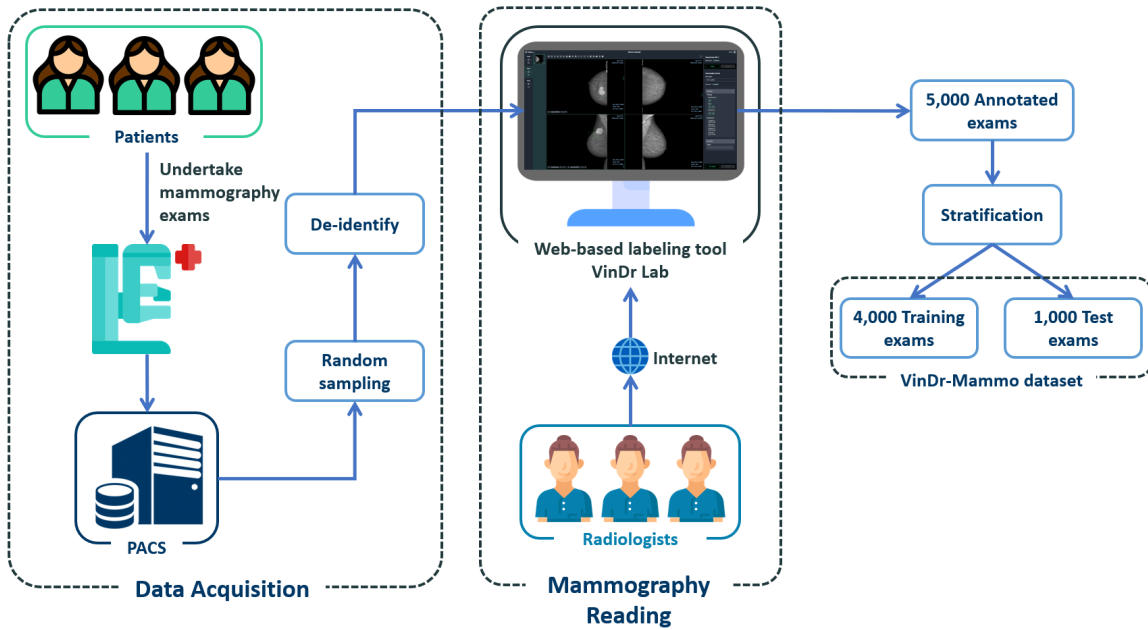 Patients
Undertake
mammography
exams
PACS
Random
sampling
De-identify
Data Acquisition
Web-based labeling tool
VinDr Lab
Internet
Radiologists
Mammography
Reading
5,000 Annotated
exams
Stratification
4,000 Training
exams
1,000 Test
exams
VinDr-Mammo dataset